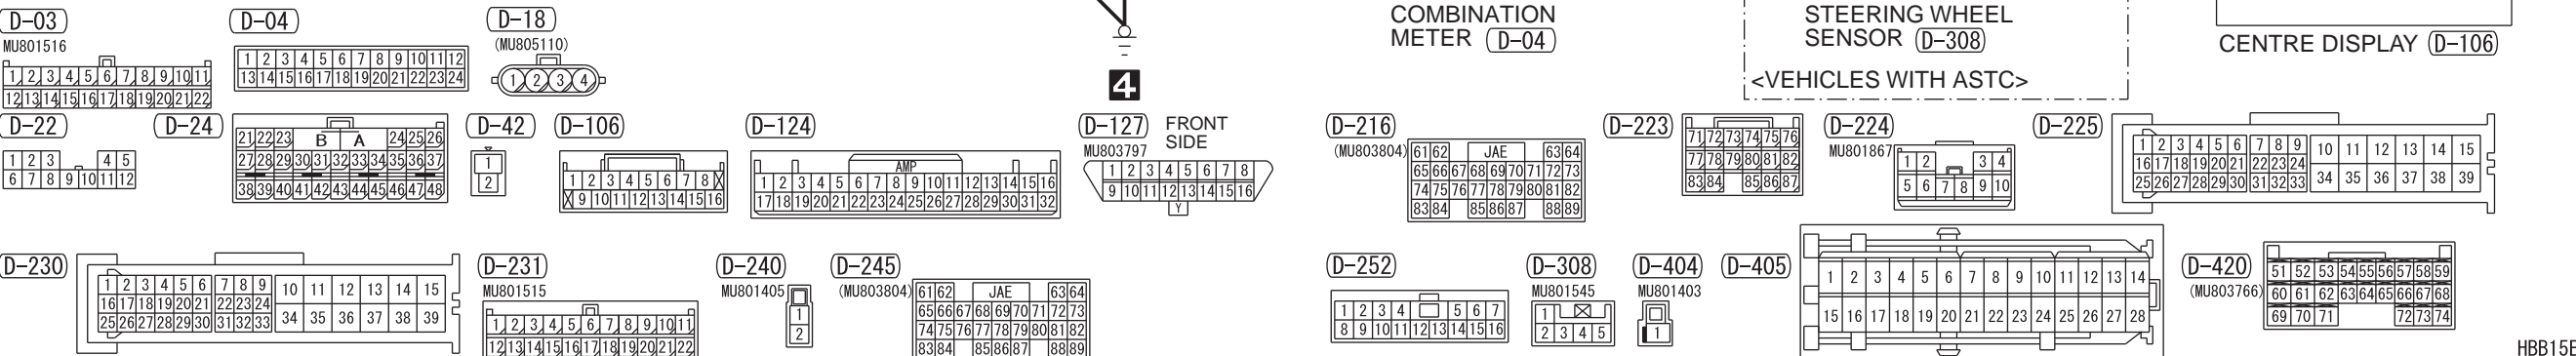 D-03
MU801516
1 2 3 4 5 6 7 8 9 10 11
12 13 14 15 16 17 18 19 20 21 22
D-04
1 2 3 4 5 6 7 8 9 10 11 12
13 14 15 16 17 18 19 20 21 22 23 24
D-18
(MU805110)
1 2 3 4
4
COMBINATION
METER D-04
STEERING WHEEL
SENSOR D-308
<VEHICLES WITH ASTC>
CENTRE DISPLAY D-106
D-22
1 2 3 4 5
6 7 8 9 10 11 12
D-24
21 22 23 B A 24 25 26
27 28 29 30 31 32 33 34 35 36 37
38 39 40 41 42 43 44 45 46 47 48
D-42
1
2
D-106
1 2 3 4 5 6 7 8
9 10 11 12 13 14 15 16
D-124
AMP
1 2 3 4 5 6 7 8 9 10 11 12 13 14 15 16
17 18 19 20 21 22 23 24 25 26 27 28 29 30 31 32
D-127 FRONT
SIDE
MU803797
1 2 3 4 5 6 7 8
9 10 11 12 13 14 15 16
Y
D-216
(MU803804)
61 62 JAE 63 64
65 66 67 68 69 70 71 72 73
74 75 76 77 78 79 80 81 82
83 84 85 86 87 88 89
D-223
71 72 73 74 75 76
77 78 79 80 81 82
83 84 85 86 87
D-224
MU801867
1 2 3 4
5 6 7 8 9 10
D-225
1 2 3 4 5 6 7 8 9 10 11 12 13 14 15
16 17 18 19 20 21 22 23 24
25 26 27 28 29 30 31 32 33 34 35 36 37 38 39
D-230
1 2 3 4 5 6 7 8 9 10 11 12 13 14 15
16 17 18 19 20 21 22 23 24
25 26 27 28 29 30 31 32 33 34 35 36 37 38 39
D-231
MU801515
1 2 3 4 5 6 7 8 9 10 11
12 13 14 15 16 17 18 19 20 21 22
D-240
MU801405
1
2
D-245
(MU803804)
61 62 JAE 63 64
65 66 67 68 69 70 71 72 73
74 75 76 77 78 79 80 81 82
83 84 85 86 87 88 89
D-252
1 2 3 4 5 6 7
8 9 10 11 12 13 14 15 16
D-308
MU801545
1
2 3 4 5
D-404
MU801403
1
D-405
1 2 3 4 5 6 7 8 9 10 11 12 13 14
15 16 17 18 19 20 21 22 23 24 25 26 27 28
D-420
(MU803766)
51 52 53 54 55 56 57 58 59
60 61 62 63 64 65 66 67 68
69 70 71 72 73 74